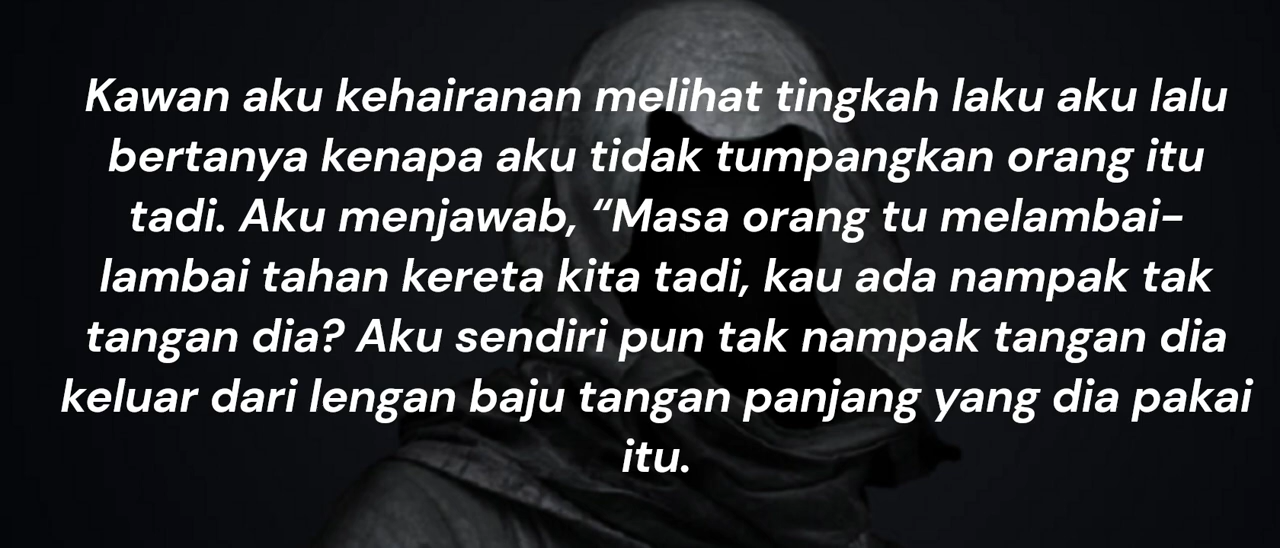 Kawan aku kehairanan melihat tingkah laku aku lalu
bertanya kenapa aku tidak tumpangkan orang itu
tadi. Aku menjawab, “Masa orang tu melambai-
lambai tahan kereta kita tadi, kau ada nampak tak
tangan dia? Aku sendiri pun tak nampak tangan dia
keluar dari lengan baju tangan panjang yang dia pakai
itu.